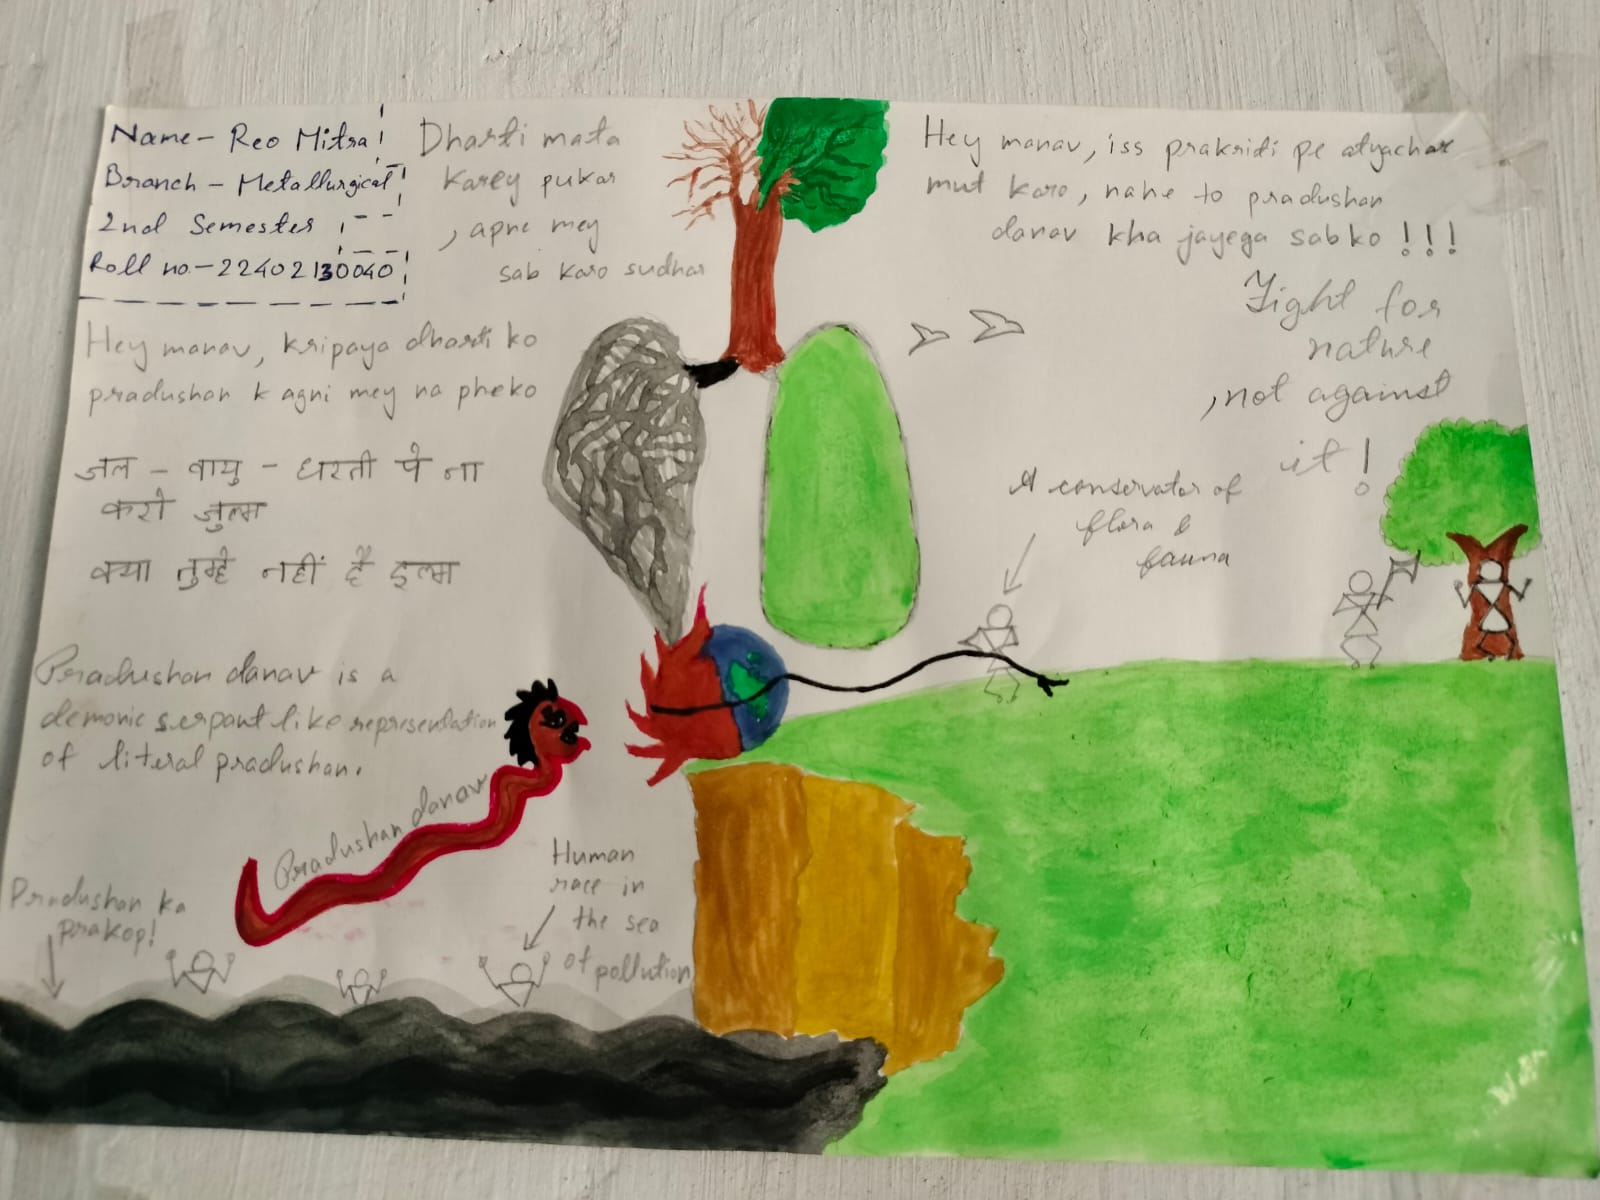 Name- Reo Mitra
Branch - Metallurgical
2nd Semester
Roll no.-22402130040
Dharti mata
karey pukar
, apne mey
sab karo sudhar
Hey manav, iss prakriti pe atyachar
mut karo, nahe to pradushan
danav kha jayega sabko !!!
Fight for
nature
, not against
it!
Hey manav, kripaya dharti ko
pradushan k agni mey na pheko
जल - वायु - धरती पे ना
करो जुल्म
क्या तुम्हे नहीं है इल्म
A conservator of
flora &
fauna
Pradushan danav is a
demonic serpant like representation
of literal pradushan.
Pradushan danav
Human
race in
the sea
of pollution
Pradushan ka
prakop!